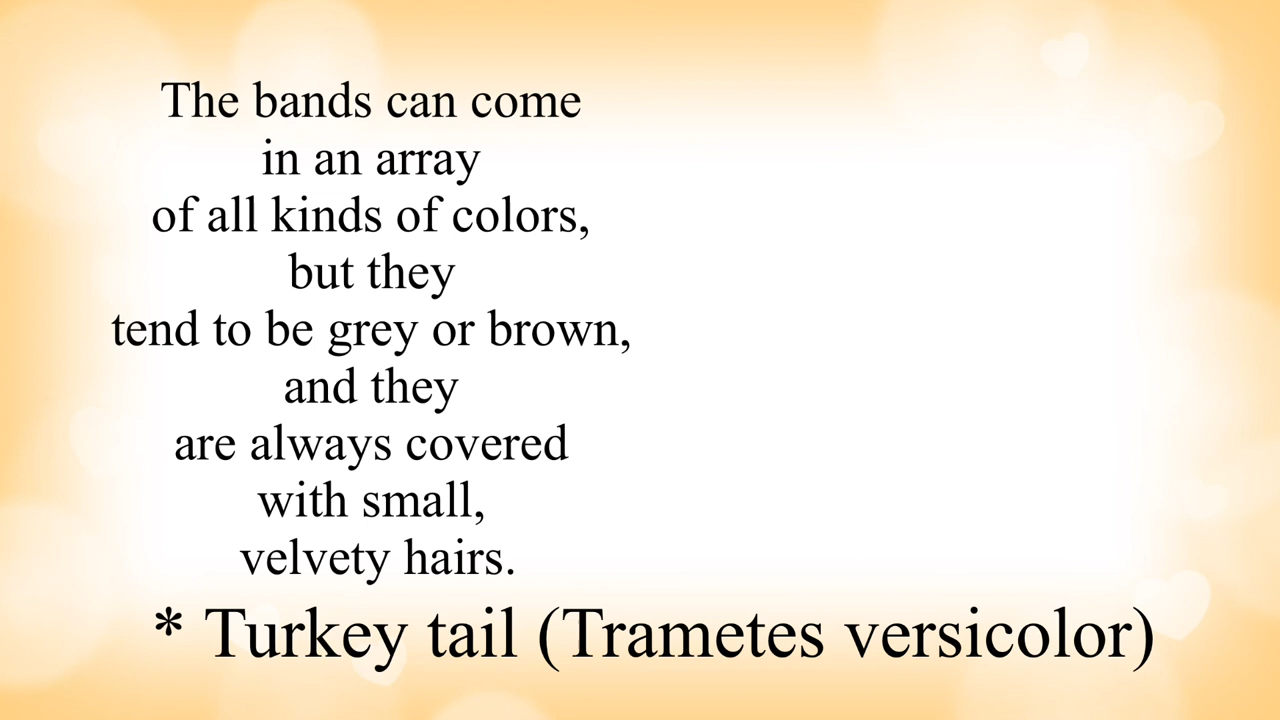 The bands can come
in an array
of all kinds of colors,
but they
tend to be grey or brown,
and they
are always covered
with small,
velvety hairs.
* Turkey tail (Trametes versicolor)